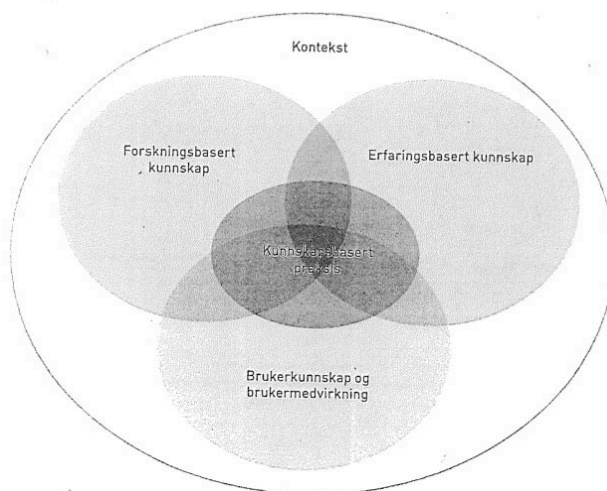 Kontekst
Forskningsbasert
kunnskap
Erfaringsbasert kunnskap
Kunnskapsbasert
praksis
Brukerkunnskap og
brukermedvirkning